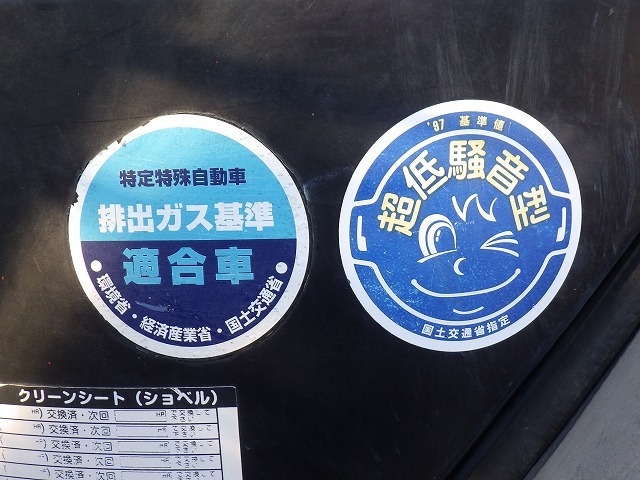 特定特殊自動車
排出ガス基準
適合車
・環境省・経済産業省・国土交通省・
'97 基準値
超低騒音型
国土交通省指定
クリーンシート(ショベル)
HR)交換済・次回 HR
)交換済・次回
)交換済・次回
)交換済・次回
)交換済・次回